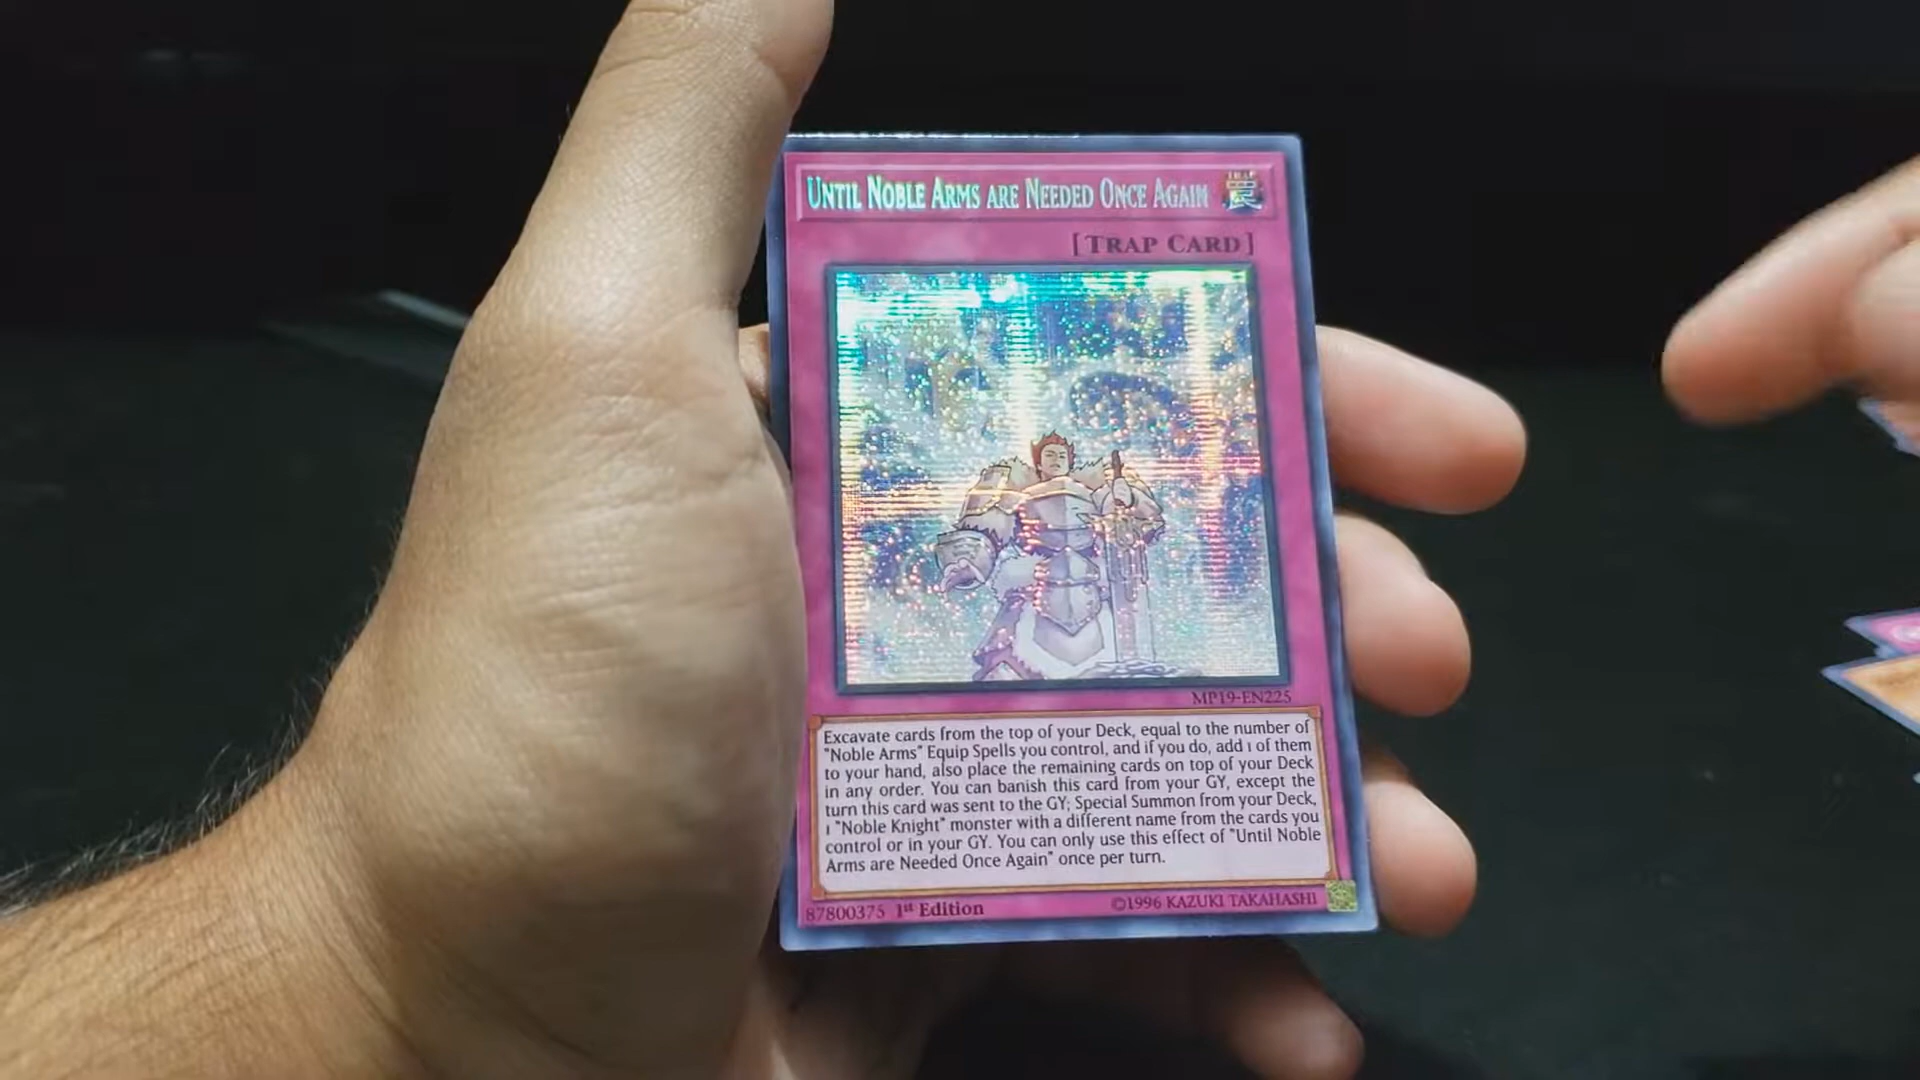 UNTIL NOBLE ARMS ARE NEEDED ONCE AGAIN
TRAP
罠
[TRAP CARD]
MP19-EN225
Excavate cards from the top of your Deck, equal to the number of
"Noble Arms" Equip Spells you control, and if you do, add 1 of them
to your hand, also place the remaining cards on top of your Deck
in any order. You can banish this card from your GY, except the
turn this card was sent to the GY; Special Summon from your Deck,
1 "Noble Knight" monster with a different name from the cards you
control or in your GY. You can only use this effect of "Until Noble
Arms are Needed Once Again" once per turn.
87800375 1st Edition
©1996 KAZUKI TAKAHASHI